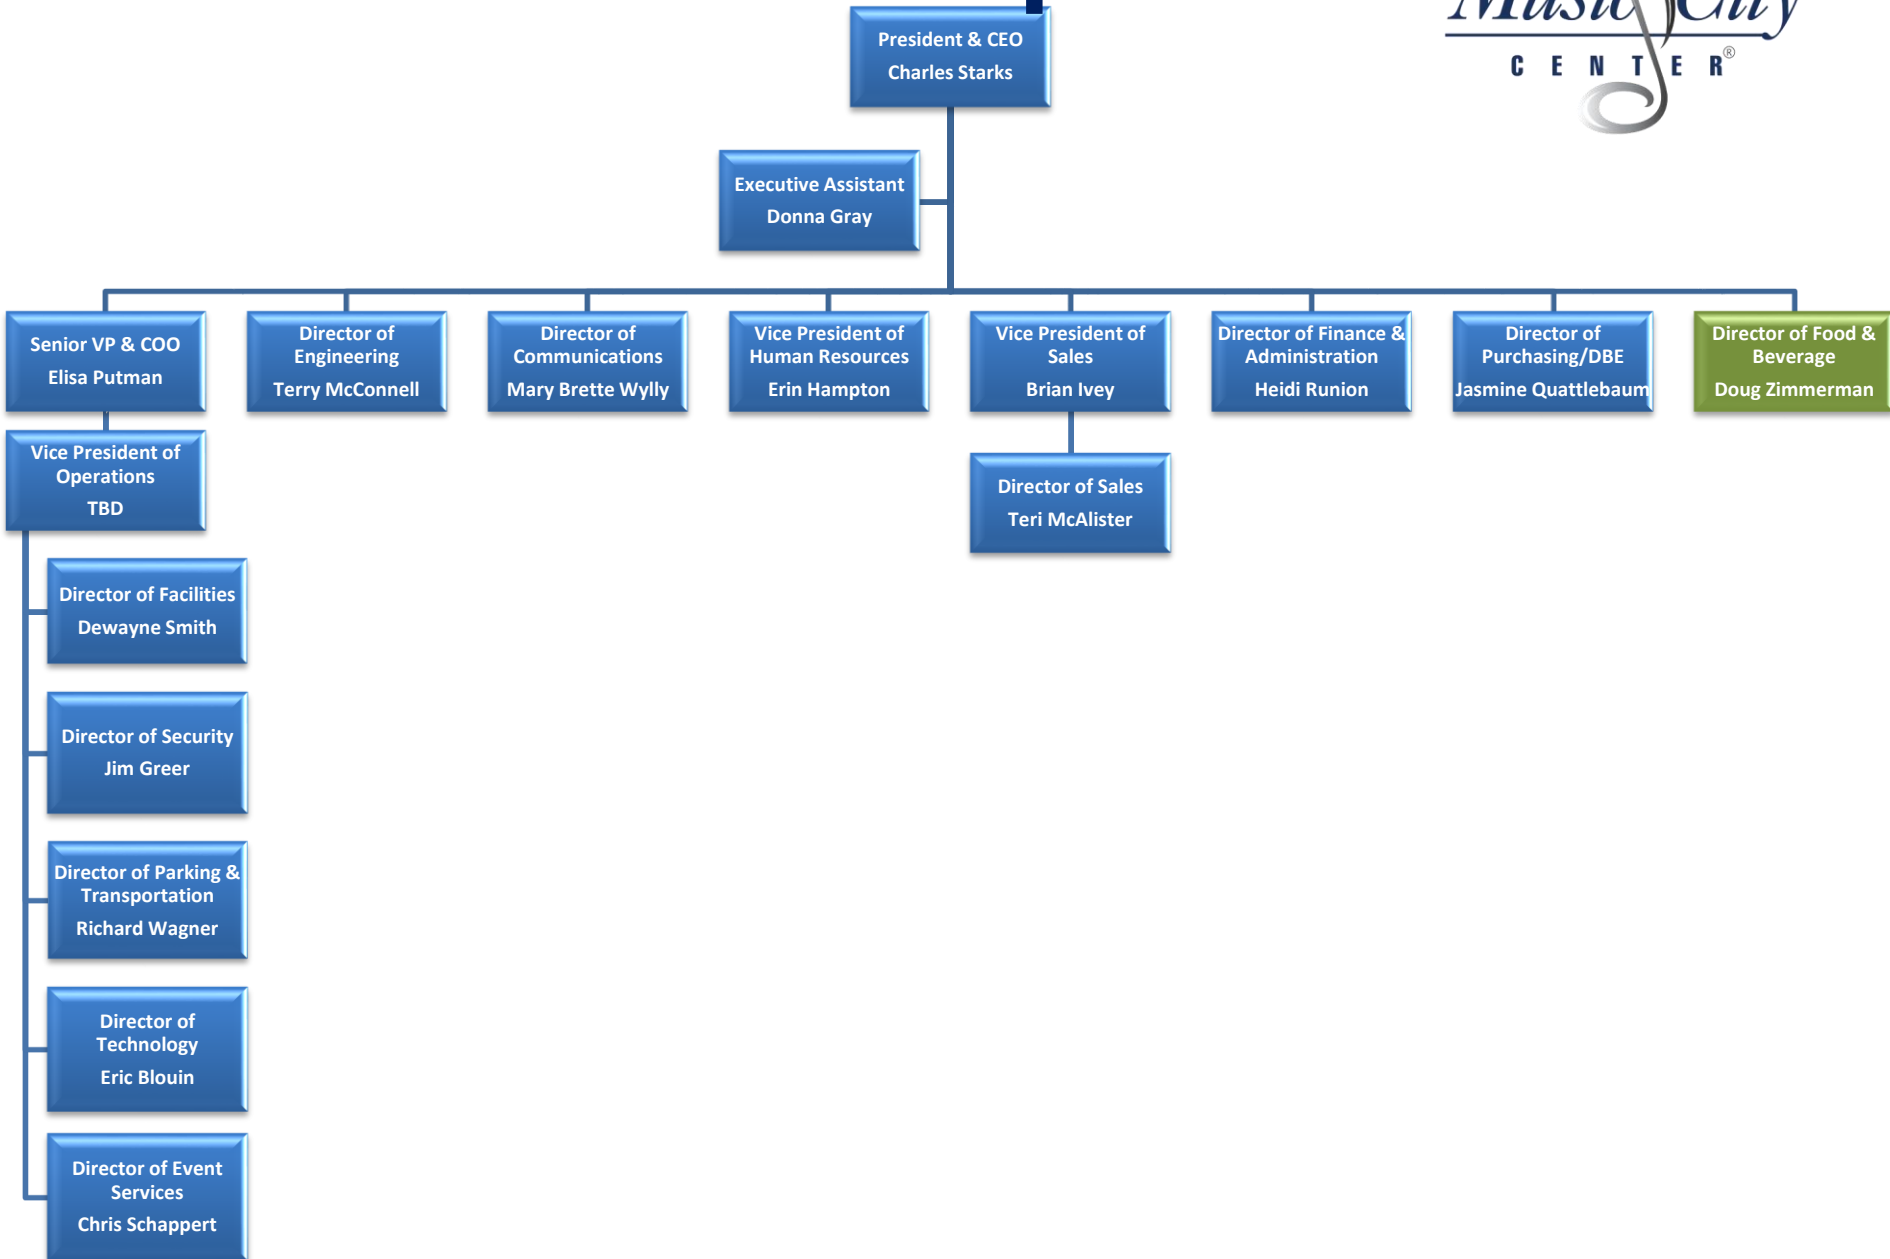 Music City
CENTER®
President & CEO
Charles Starks
Executive Assistant
Donna Gray
Senior VP & COO
Elisa Putman
Director of
Engineering
Terry McConnell
Director of
Communications
Mary Brette Wylly
Vice President of
Human Resources
Erin Hampton
Vice President of
Sales
Brian Ivey
Director of Finance &
Administration
Heidi Runion
Director of
Purchasing/DBE
Jasmine Quattlebaum
Director of Food &
Beverage
Doug Zimmerman
Vice President of
Operations
TBD
Director of Sales
Teri McAlister
Director of Facilities
Dewayne Smith
Director of Security
Jim Greer
Director of Parking &
Transportation
Richard Wagner
Director of
Technology
Eric Blouin
Director of Event
Services
Chris Schappert